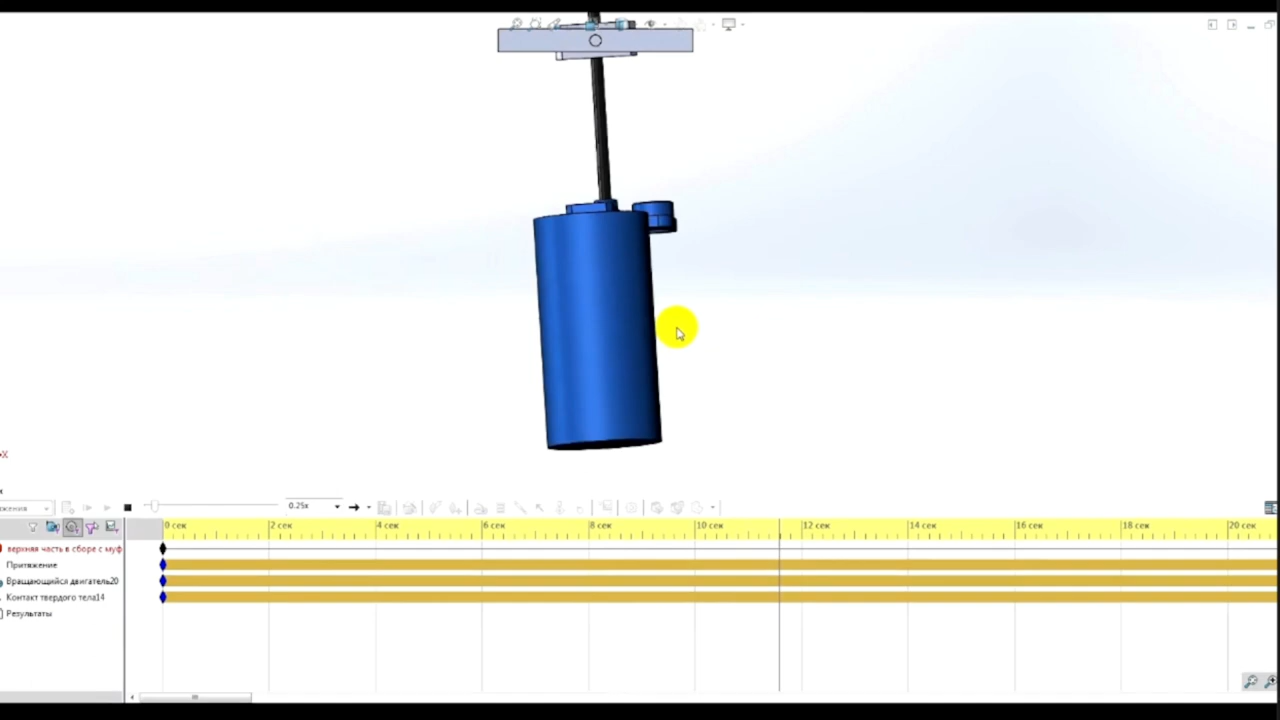 X
0.25x
0 сек 2 сек 4 сек 6 сек 8 сек 10 сек 12 сек 14 сек 16 сек 18 сек 20 сек
верхняя часть в сборе с муф
Притяжение
Вращающийся двигатель20
Контакт твердого тела14
Результаты